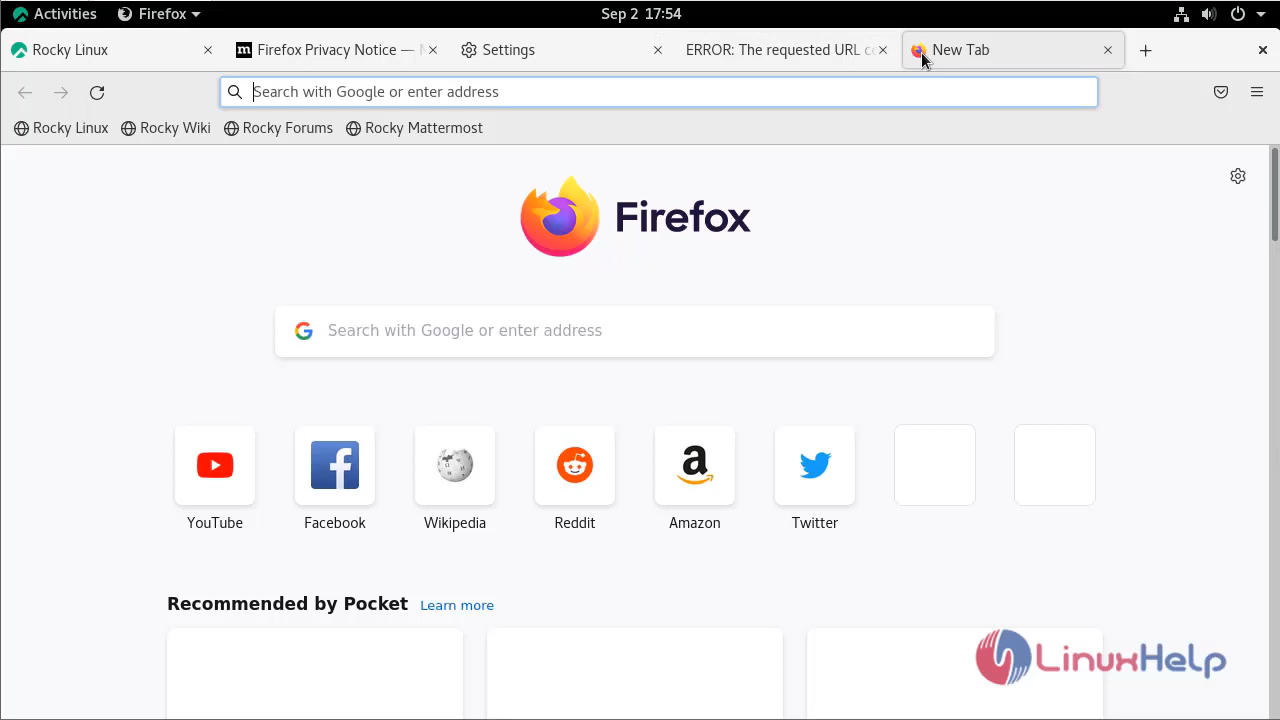 Activities Firefox Sep 2 17:54
Rocky Linux Firefox Privacy Notice — Settings ERROR: The requested URL New Tab
Search with Google or enter address
Rocky Linux Rocky Wiki Rocky Forums Rocky Mattermost
Firefox
Search with Google or enter address
YouTube Facebook Wikipedia Reddit Amazon Twitter
Recommended by Pocket Learn more
LinuxHelp